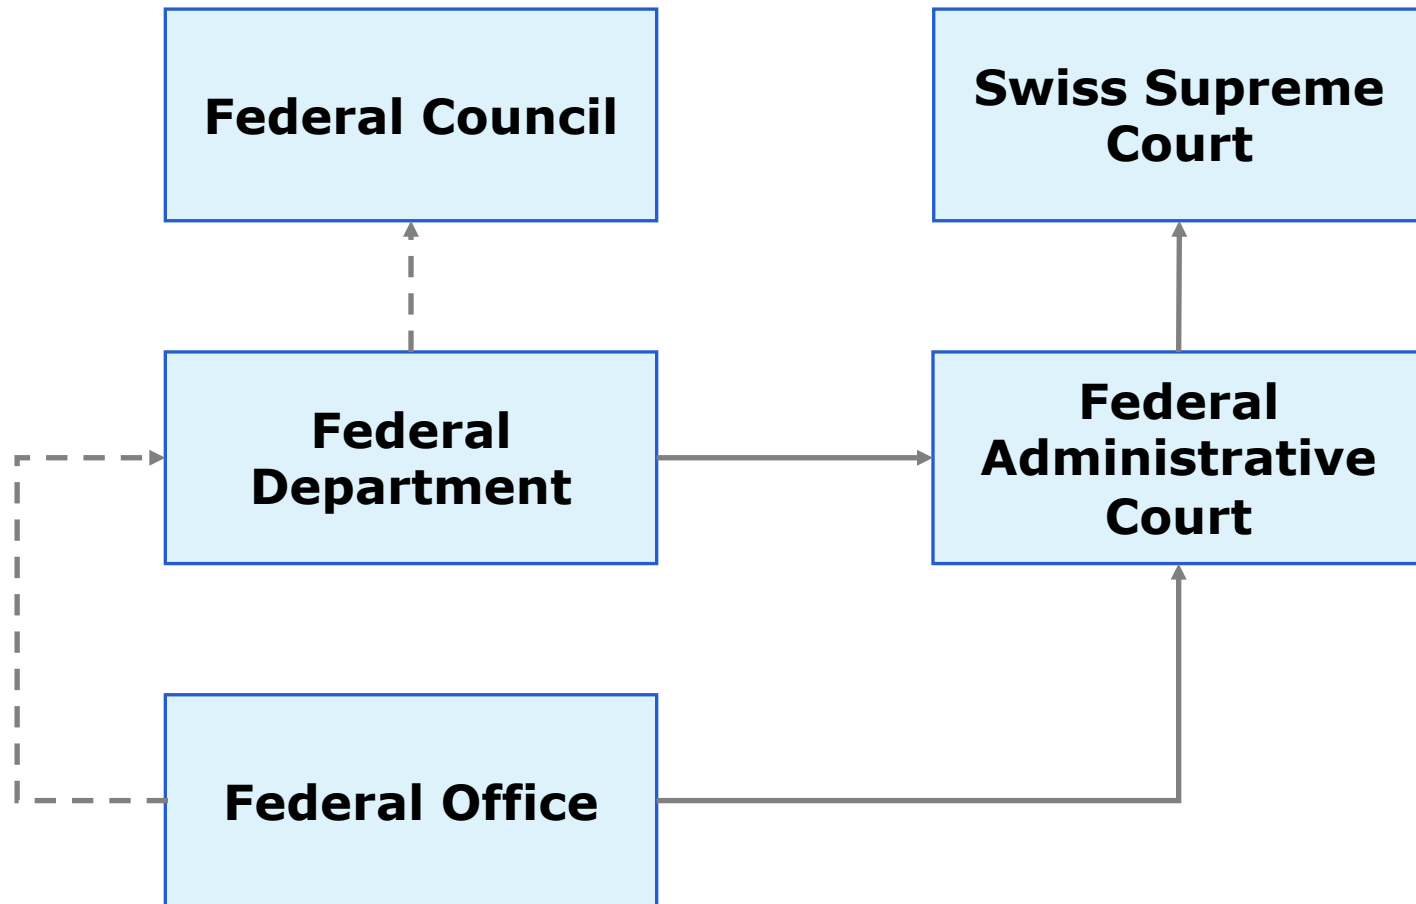 Federal Council
Swiss Supreme
Court
Federal
Department
Federal
Administrative
Court
Federal Office